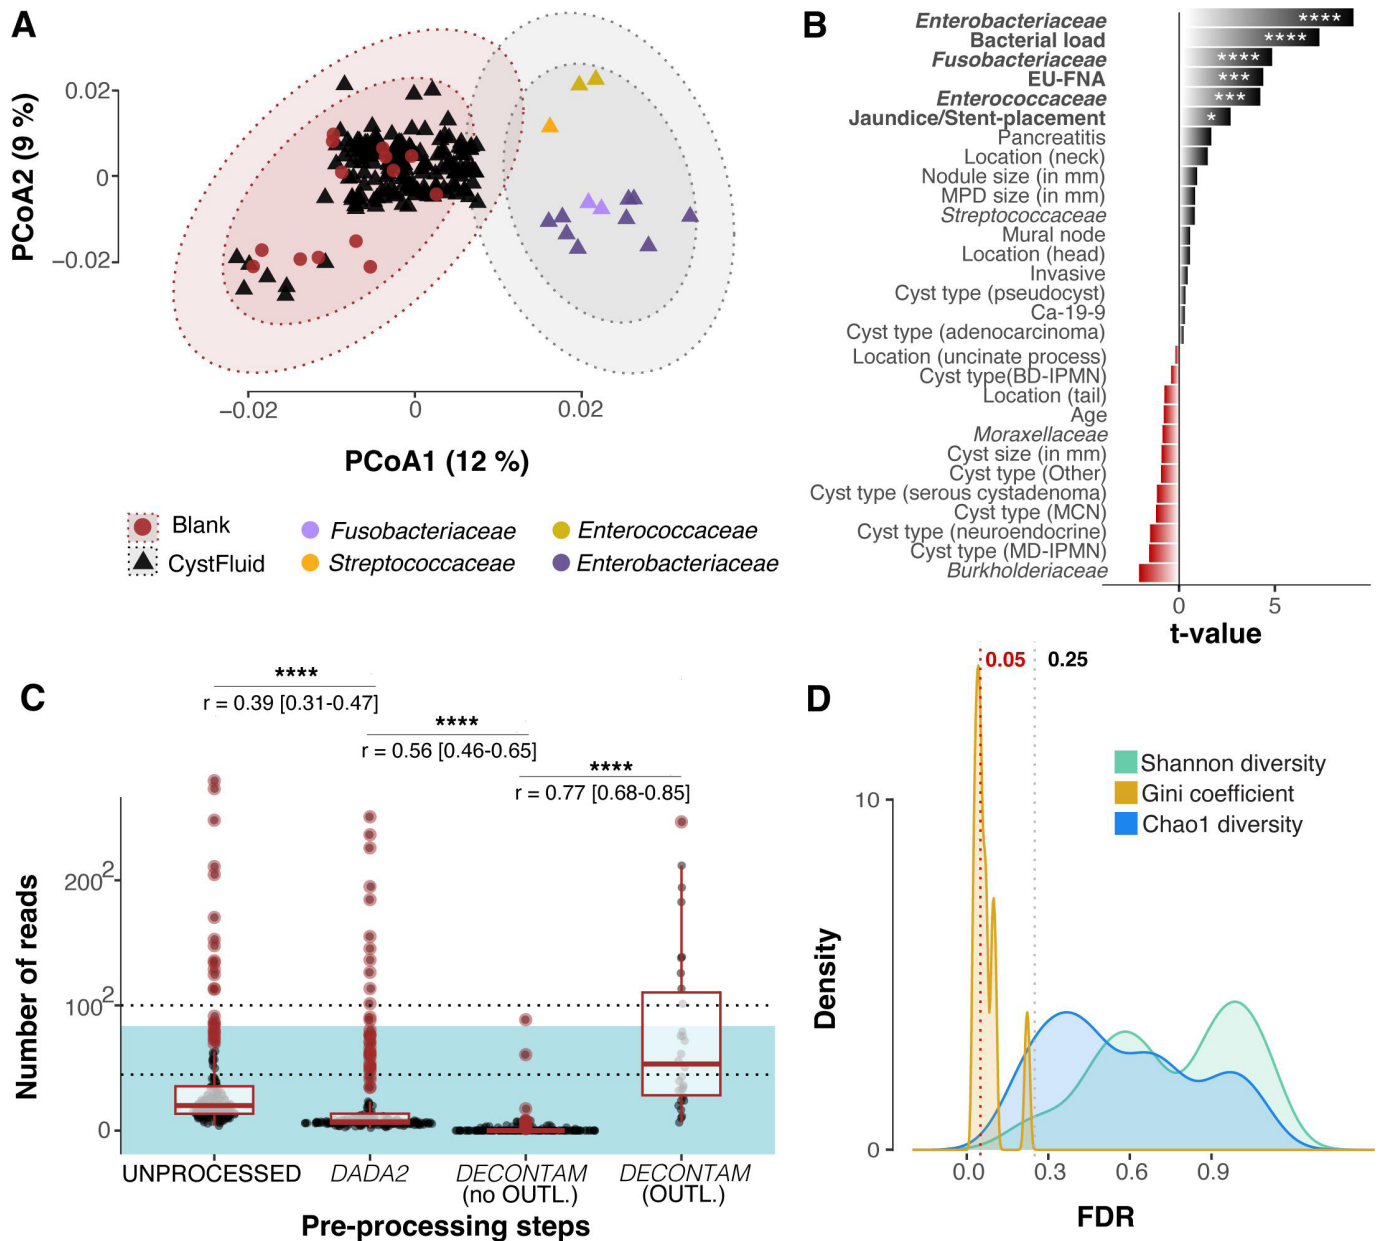 A
PCoA2 (9 %)
0.02
0
−0.02
−0.02
0
0.02
PCoA1 (12 %)
Blank
CystFluid
Fusobacteriaceae
Streptococcaceae
Enterococcaceae
Enterobacteriaceae
B
Enterobacteriaceae ****
Bacterial load ****
Fusobacteriaceae ****
EU-FNA ***
Enterococcaceae ***
Jaundice/Stent-placement *
Pancreatitis
Location (neck)
Nodule size (in mm)
MPD size (in mm)
Streptococcaceae
Mural node
Location (head)
Invasive
Cyst type (pseudocyst)
Ca-19-9
Cyst type (adenocarcinoma)
Location (uncinate process)
Cyst type(BD-IPMN)
Location (tail)
Age
Moraxellaceae
Cyst size (in mm)
Cyst type (Other)
Cyst type (serous cystadenoma)
Cyst type (MCN)
Cyst type (neuroendocrine)
Cyst type (MD-IPMN)
Burkholderiaceae
0
5
t-value
C
****
r = 0.39 [0.31-0.47]
****
r = 0.56 [0.46-0.65]
****
r = 0.77 [0.68-0.85]
Number of reads
200²
100²
0
UNPROCESSED
DADA2
DECONTAM
(no OUTL.)
DECONTAM
(OUTL.)
Pre-processing steps
D
0.05
0.25
Shannon diversity
Gini coefficient
Chao1 diversity
Density
10
0
0.0
0.3
0.6
0.9
FDR